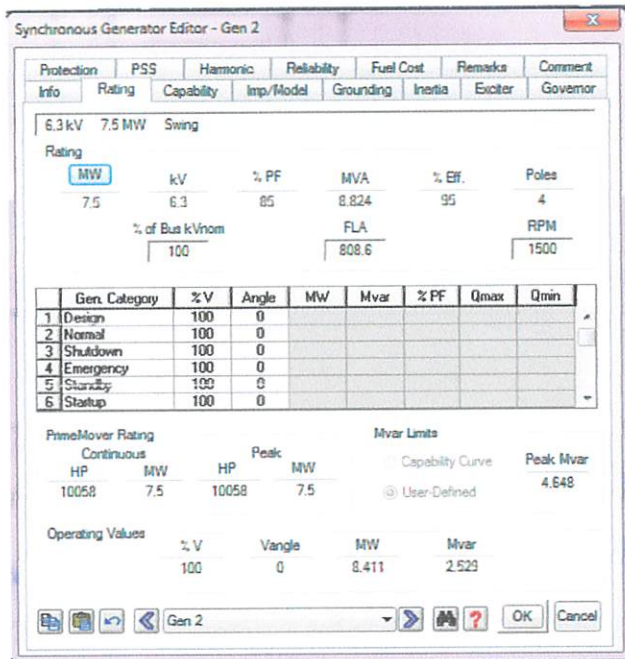 Synchronous Generator Editor - Gen 2
Protection PSS Harmonic Reliability Fuel Cost Remarks Comment
Info Rating Capability Imp/Model Grounding Inertia Exciter Governor
6.3 kV 7.5 MW Swing
Rating
MW kV % PF MVA % Eff. Poles
7.5 6.3 85 8.824 95 4
% of Bus kVnom FLA RPM
100 808.6 1500
Gen. Category % V Angle MW Mvar % PF Qmax Qmin
1 Design 100 0
2 Normal 100 0
3 Shutdown 100 0
4 Emergency 100 0
5 Standby 100 0
6 Startup 100 0
PrimeMover Rating Mvar Limits
Continuous Peak
HP MW HP MW Capability Curve Peak Mvar
10058 7.5 10058 7.5 User-Defined 4.648
Operating Values
% V Vangle MW Mvar
100 0 8.411 2.529
Gen 2 ? OK Cancel